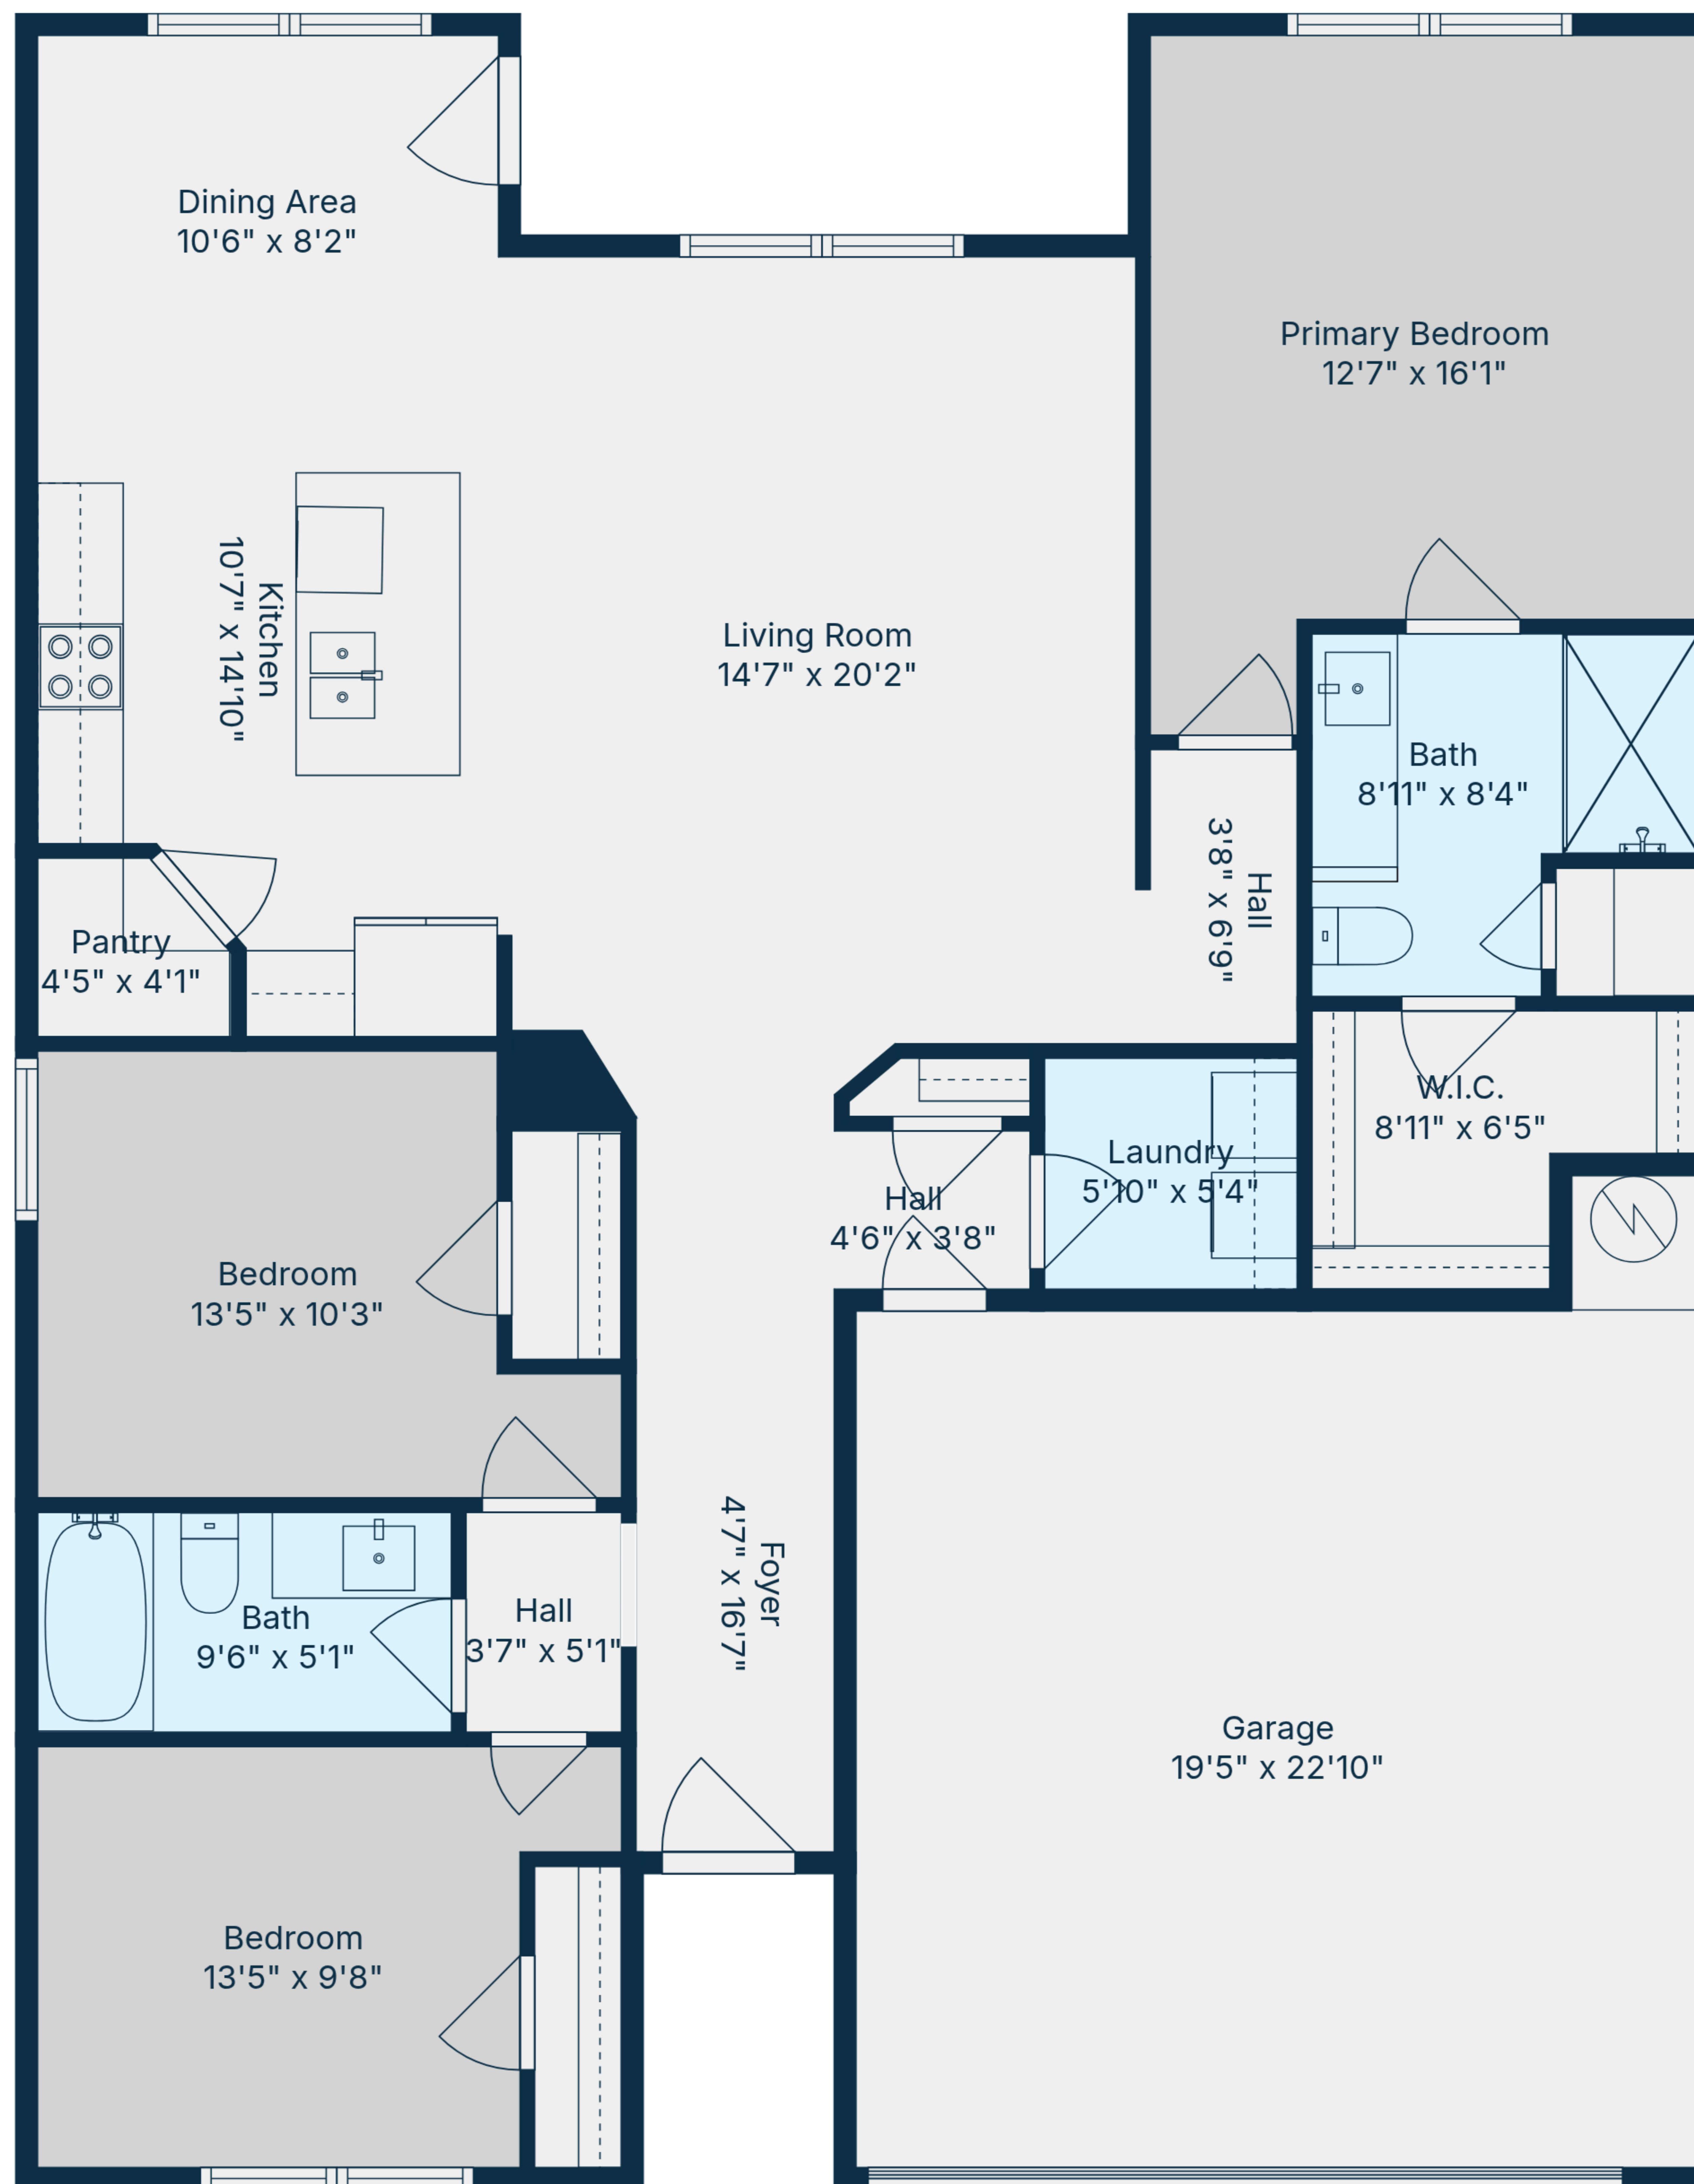 Dining Area
10'6" x 8'2"
Primary Bedroom
12'7" x 16'1"
Kitchen
10'7" x 14'10"
Living Room
14'7" x 20'2"
Bath
8'11" x 8'4"
Hall
3'8" x 6'9"
Pantry
4'5" x 4'1"
W.I.C.
8'11" x 6'5"
Laundry
5'10" x 5'4"
Hall
4'6" x 3'8"
Bedroom
13'5" x 10'3"
Foyer
4'7" x 16'7"
Bath
9'6" x 5'1"
Hall
3'7" x 5'1"
Garage
19'5" x 22'10"
Bedroom
13'5" x 9'8"